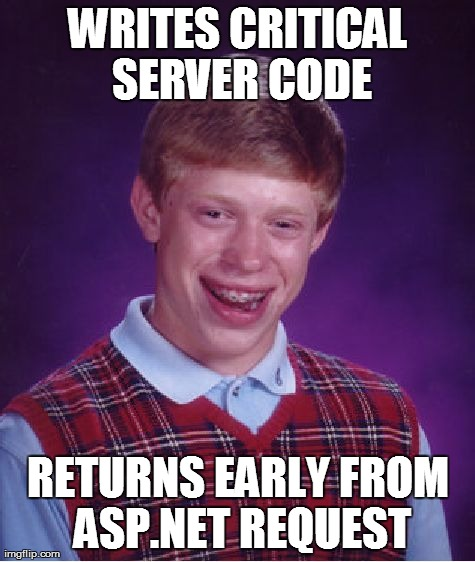 WRITES CRITICAL
SERVER CODE
RETURNS EARLY FROM
ASP.NET REQUEST
imgflip.com